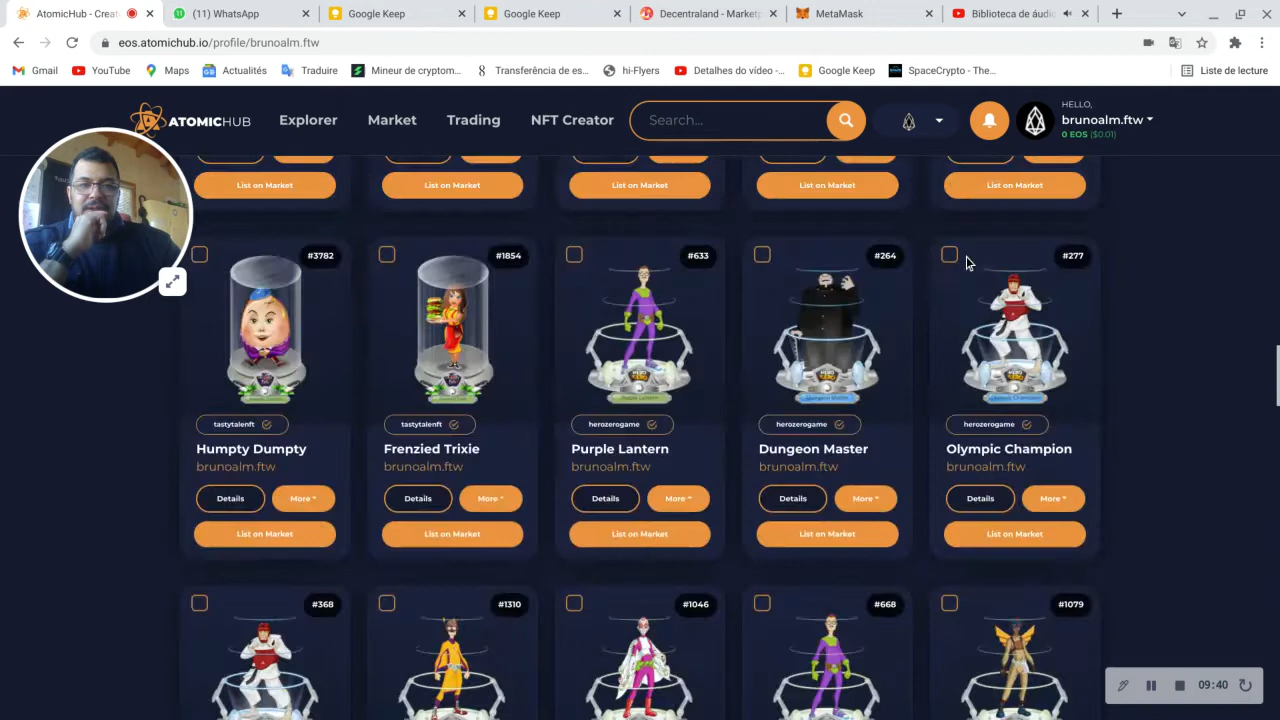 AtomicHub - Creat
(11) WhatsApp
Google Keep
Google Keep
Decentraland - Marketp
MetaMask
Biblioteca de áudio
eos.atomichub.io/profile/brunoalm.ftw
Gmail
YouTube
Maps
Actualités
Traduire
Mineur de cryptom...
Transferência de es...
hi-Flyers
Detalhes do vídeo -...
Google Keep
SpaceCrypto - The...
Liste de lecture
ATOMICHUB
Explorer
Market
Trading
NFT Creator
Search...
HELLO,
brunoalm.ftw
0 EOS ($0.01)
List on Market
List on Market
List on Market
List on Market
List on Market
#3782
#1854
#633
#264
#277
tastytalenft
tastytalenft
herozerogame
herozerogame
herozerogame
Humpty Dumpty
Frenzied Trixie
Purple Lantern
Dungeon Master
Olympic Champion
brunoalm.ftw
brunoalm.ftw
brunoalm.ftw
brunoalm.ftw
brunoalm.ftw
Details
More
Details
More
Details
More
Details
More
Details
More
List on Market
List on Market
List on Market
List on Market
List on Market
#368
#1310
#1046
#668
#1079
09:40